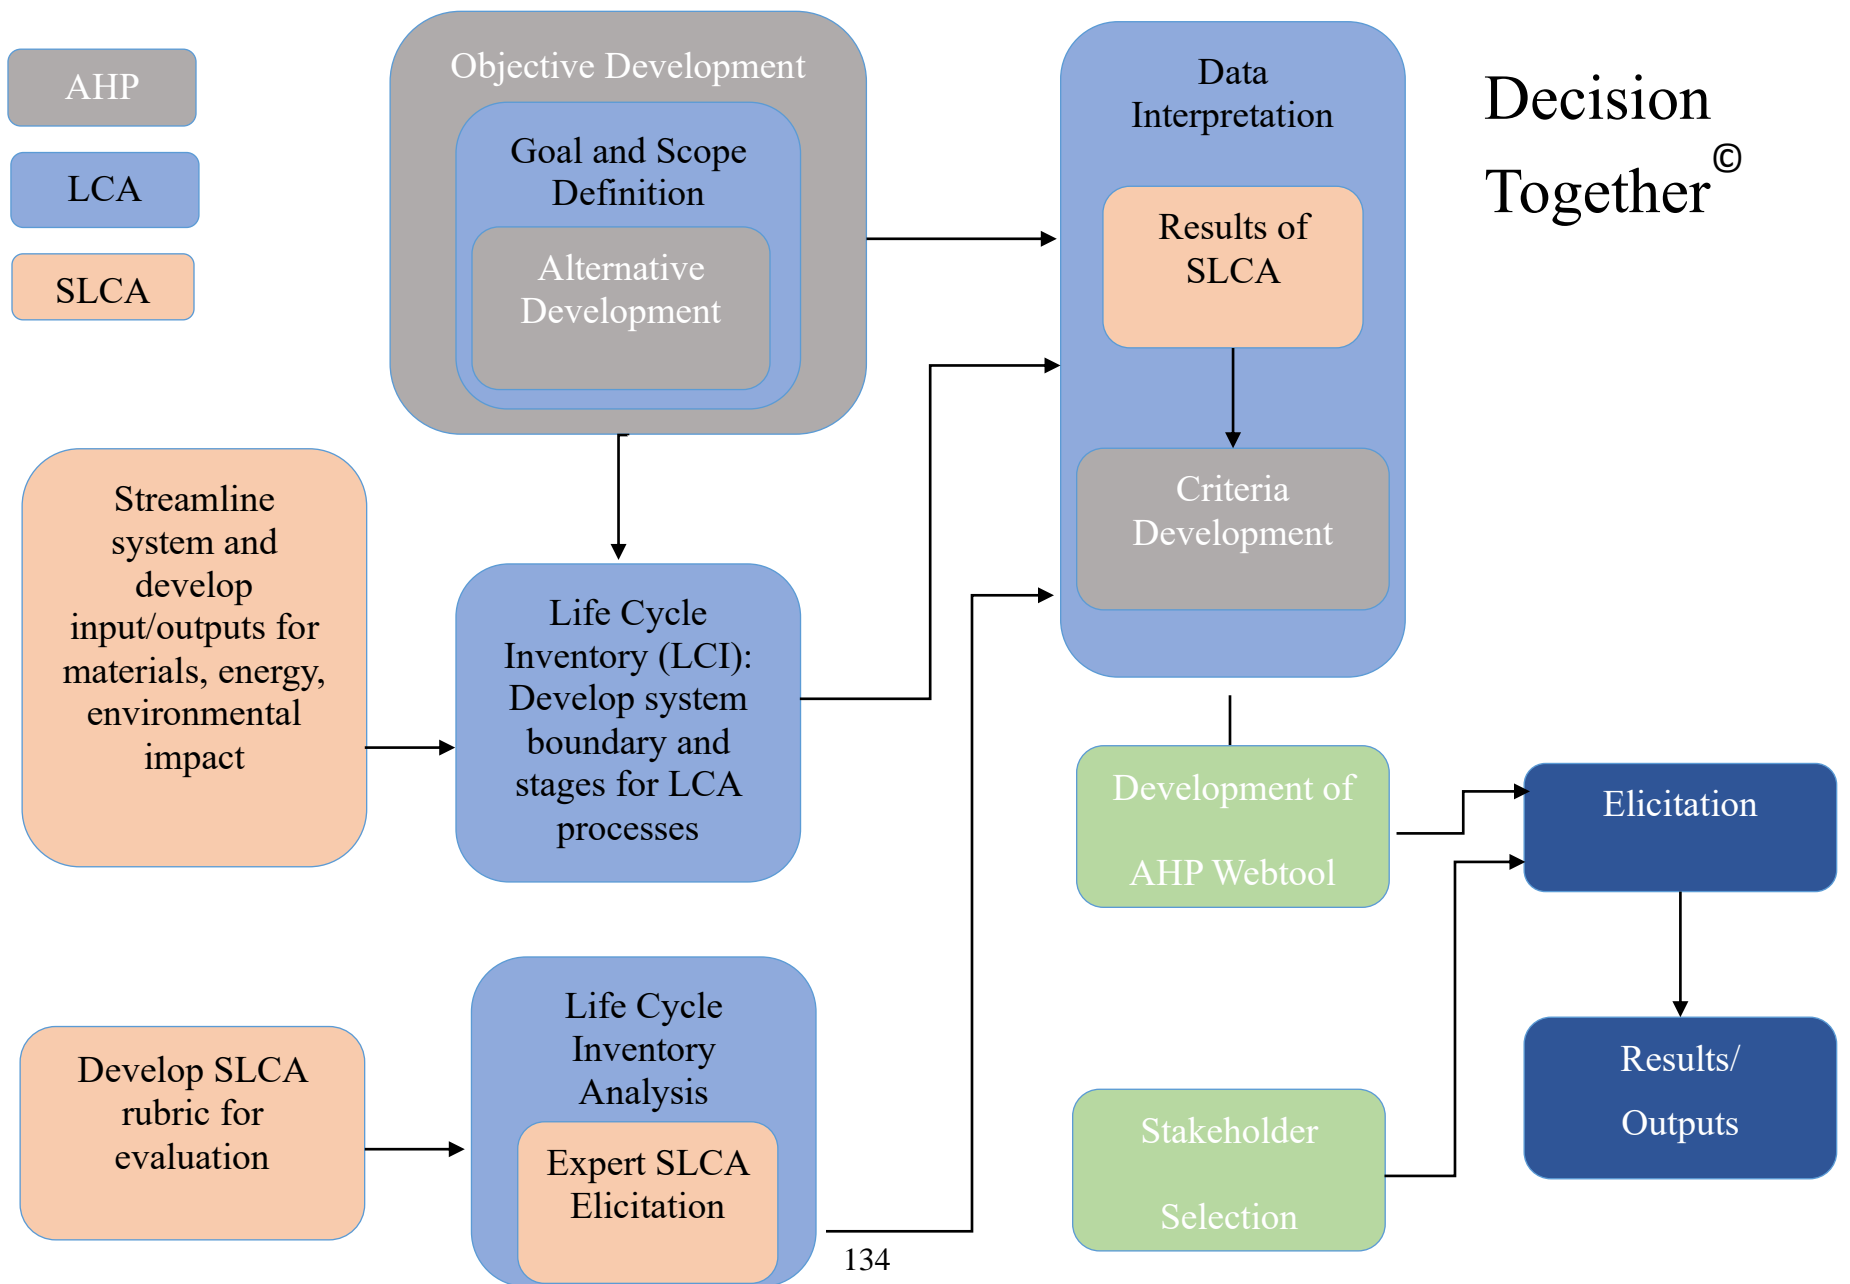 AHP
LCA
SLCA
Objective Development
Goal and Scope
Definition
Alternative
Development
Data
Interpretation
Results of
SLCA
Criteria
Development
Decision
Together©
Streamline
system and
develop
input/outputs for
materials, energy,
environmental
impact
Life Cycle
Inventory (LCI):
Develop system
boundary and
stages for LCA
processes
Development of
AHP Webtool
Elicitation
Develop SLCA
rubric for
evaluation
Life Cycle
Inventory
Analysis
Expert SLCA
Elicitation
Stakeholder
Selection
Results/
Outputs
134